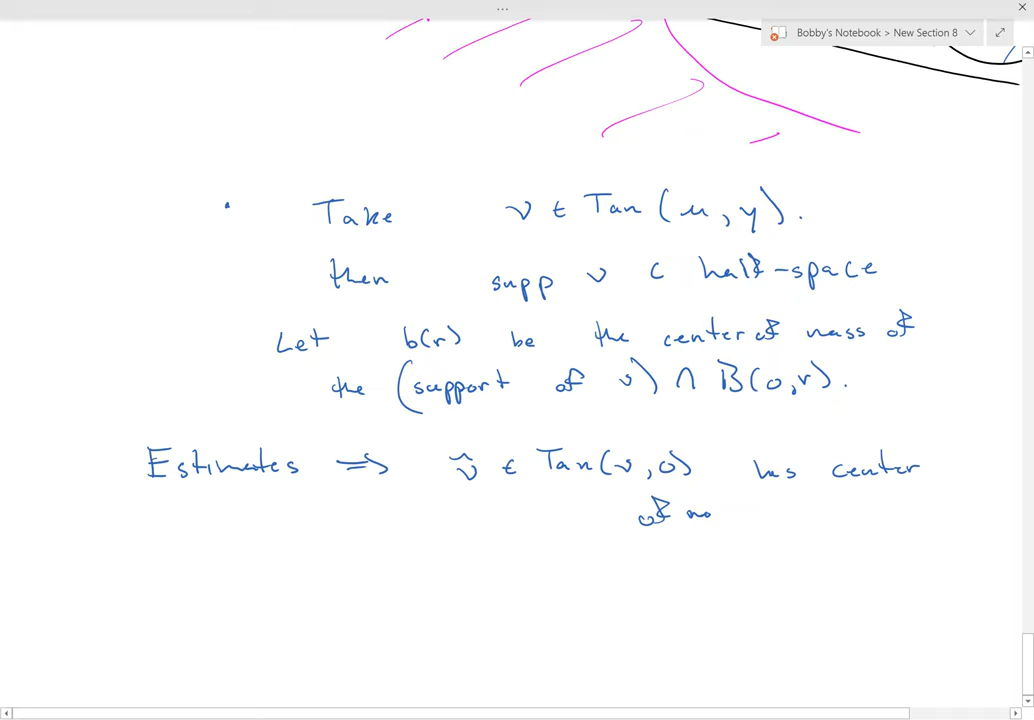 Bobby's Notebook > New Section 8
Take ν ∈ Tan(μ, y).
then supp ν ⊂ half-space
Let b(r) be the center of mass of
the (support of ν) ∩ B(0,r).
Estimates ⟹ ν̃ ∈ Tan(ν, 0) has center
of